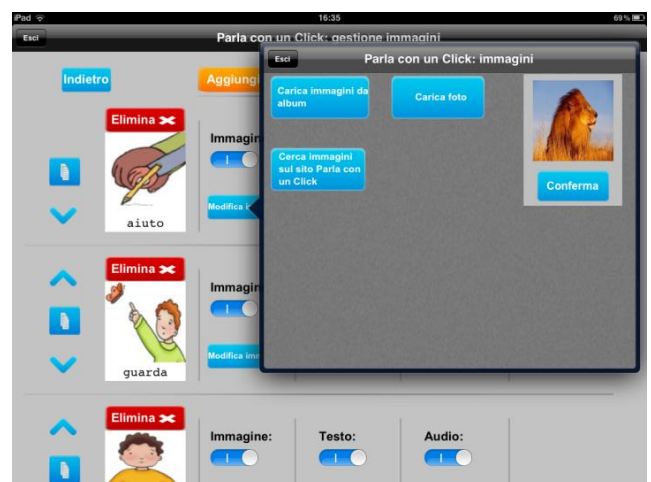 iPad 16:35 69%
Esci Parla con un Click: gestione immagini
Indietro
Aggiungi
Esci Parla con un Click: immagini
Carica immagini da
album
Carica foto
Cerca immagini
sul sito Parla con
un Click
Conferma
Elimina
Immagin
Modifica i
aiuto
Elimina
Immagin
Modifica imm
guarda
Elimina
Immagine: Testo: Audio: